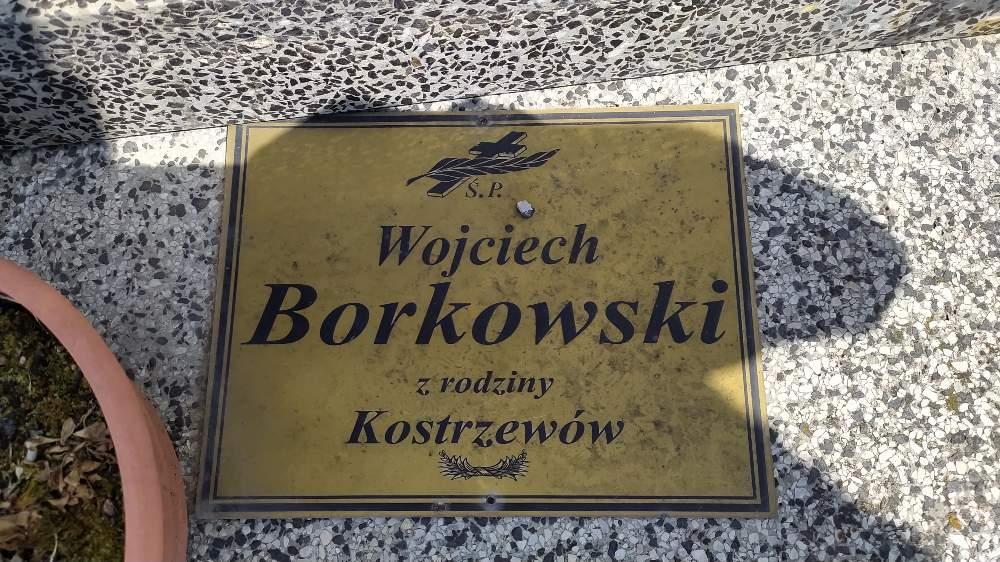 Ś.P.
Wojciech
Borkowski
z rodziny
Kostrzewów